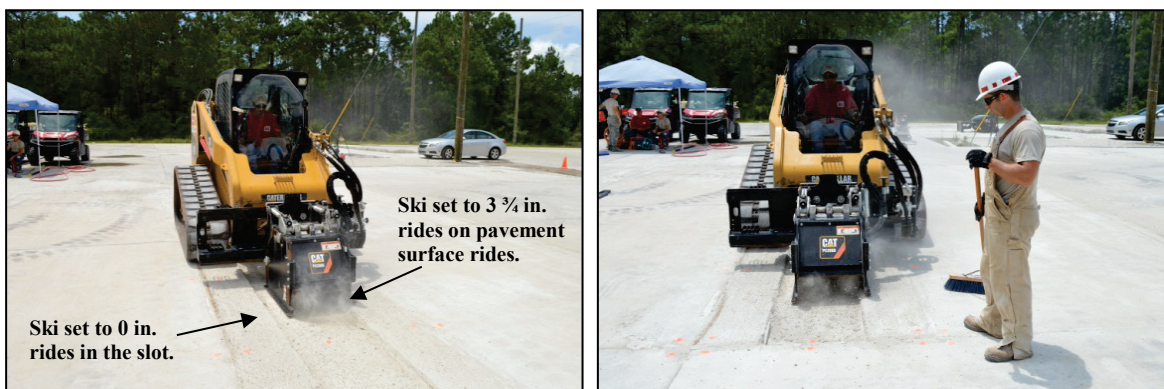 CATERPILLAR
Ski set to 3 ¾ in.
rides on pavement
surface rides.
CAT
Ski set to 0 in.
rides in the slot.
CAT